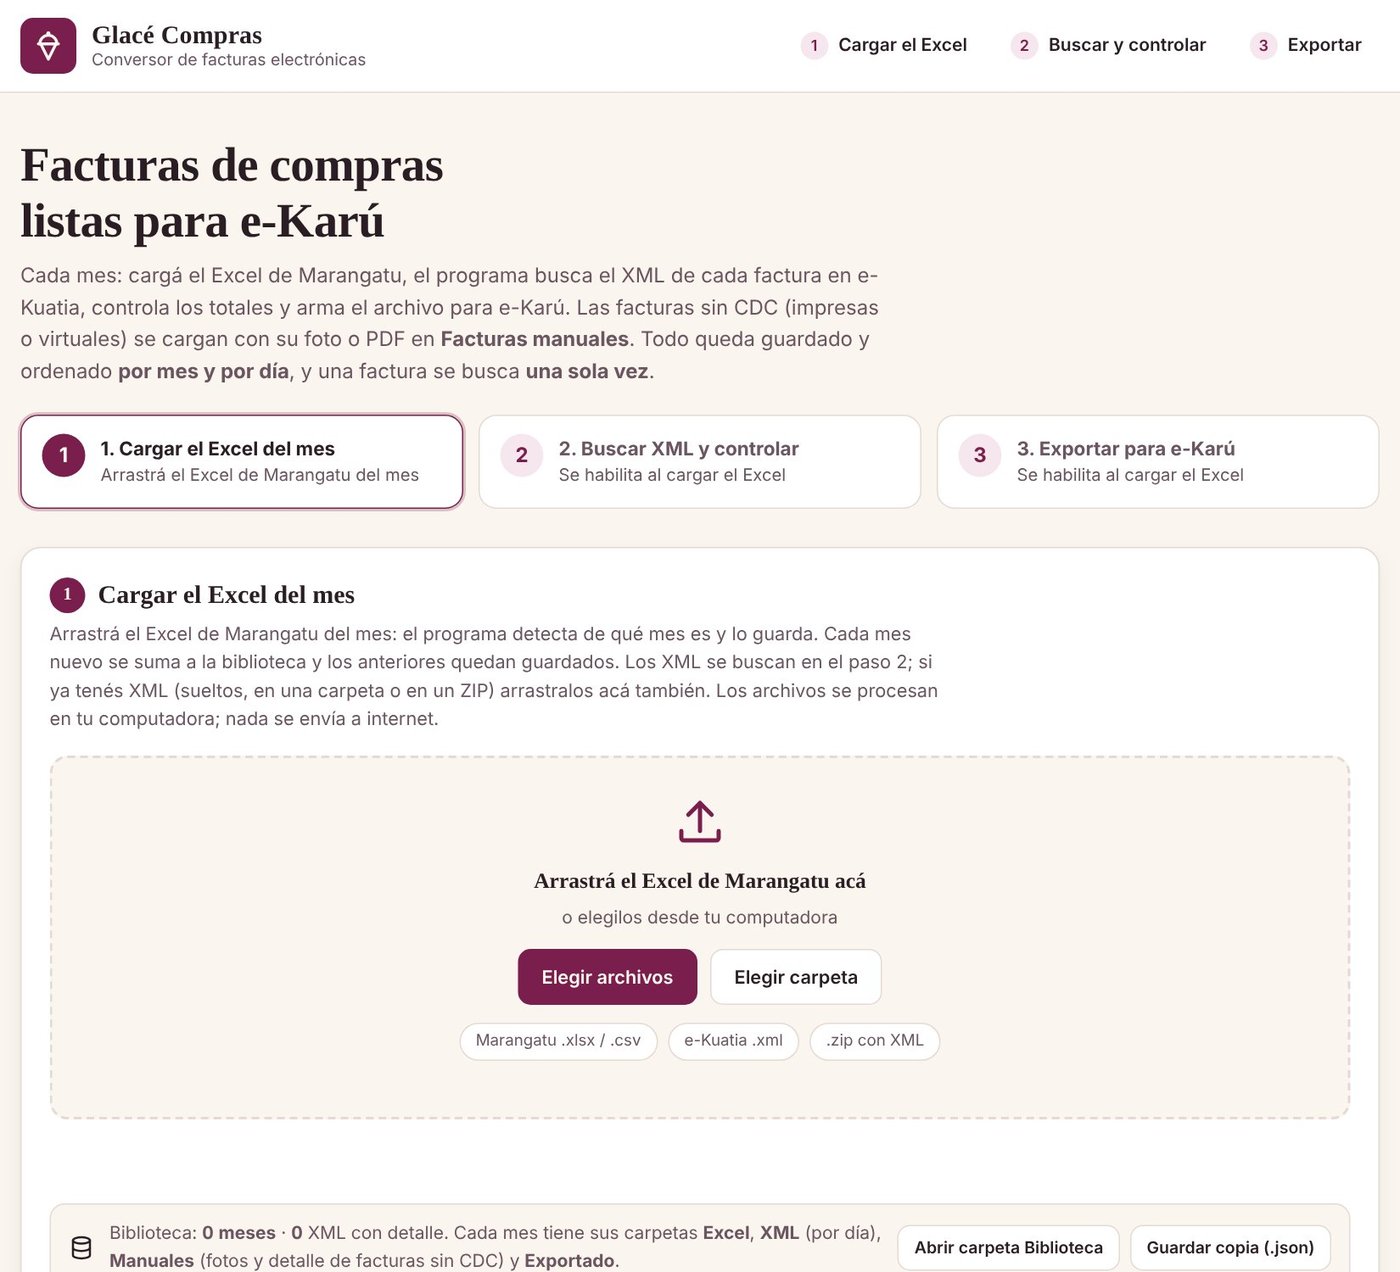 Glacé Compras
Conversor de facturas electrónicas
1 Cargar el Excel
2 Buscar y controlar
3 Exportar
Facturas de compras
listas para e-Karú
Cada mes: cargá el Excel de Marangatu, el programa busca el XML de cada factura en e-
Kuatia, controla los totales y arma el archivo para e-Karú. Las facturas sin CDC (impresas
o virtuales) se cargan con su foto o PDF en Facturas manuales. Todo queda guardado y
ordenado por mes y por día, y una factura se busca una sola vez.
1
1. Cargar el Excel del mes
Arrastrá el Excel de Marangatu del mes
2
2. Buscar XML y controlar
Se habilita al cargar el Excel
3
3. Exportar para e-Karú
Se habilita al cargar el Excel
1 Cargar el Excel del mes
Arrastrá el Excel de Marangatu del mes: el programa detecta de qué mes es y lo guarda. Cada mes
nuevo se suma a la biblioteca y los anteriores quedan guardados. Los XML se buscan en el paso 2; si
ya tenés XML (sueltos, en una carpeta o en un ZIP) arrastralos acá también. Los archivos se procesan
en tu computadora; nada se envía a internet.
Arrastrá el Excel de Marangatu acá
o elegilos desde tu computadora
Elegir archivos
Elegir carpeta
Marangatu .xlsx / .csv
e-Kuatia .xml
.zip con XML
Biblioteca: 0 meses · 0 XML con detalle. Cada mes tiene sus carpetas Excel, XML (por día),
Manuales (fotos y detalle de facturas sin CDC) y Exportado.
Abrir carpeta Biblioteca
Guardar copia (.json)